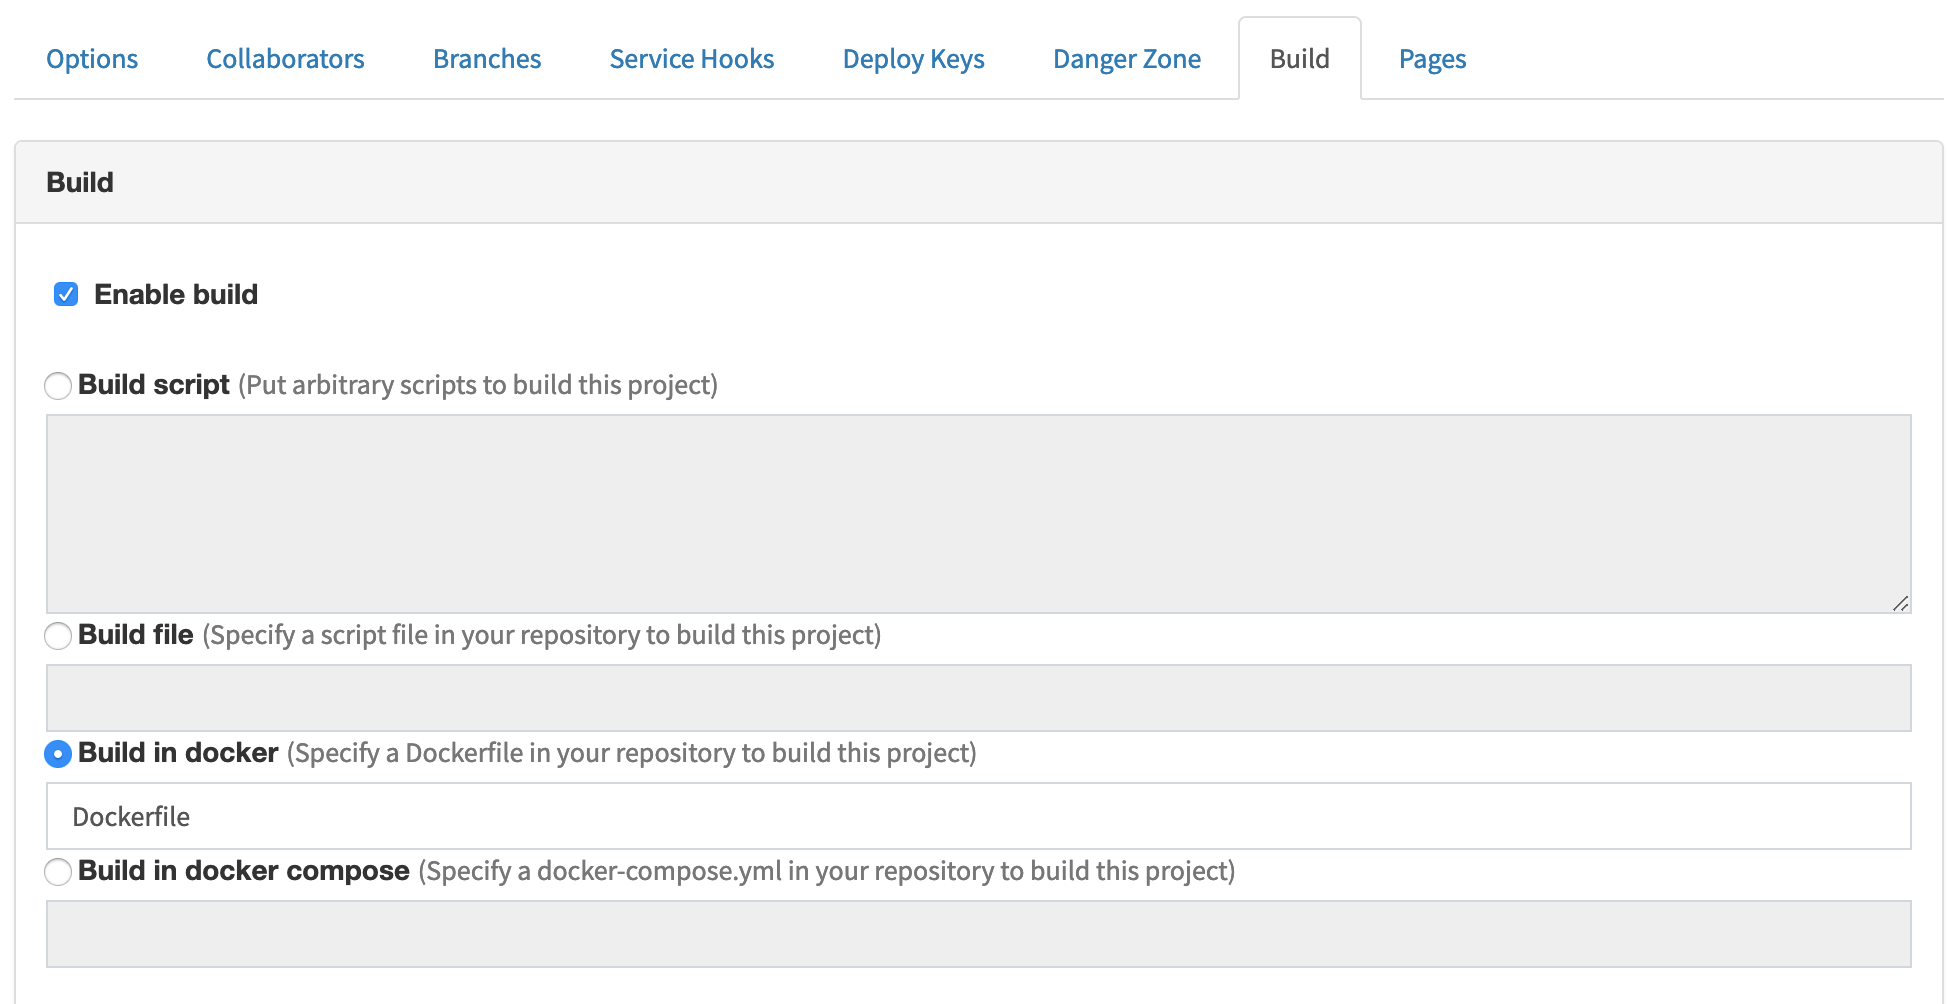 Options Collaborators Branches Service Hooks Deploy Keys Danger Zone Build Pages
Build
Enable build
Build script (Put arbitrary scripts to build this project)
Build file (Specify a script file in your repository to build this project)
Build in docker (Specify a Dockerfile in your repository to build this project)
Dockerfile
Build in docker compose (Specify a docker-compose.yml in your repository to build this project)